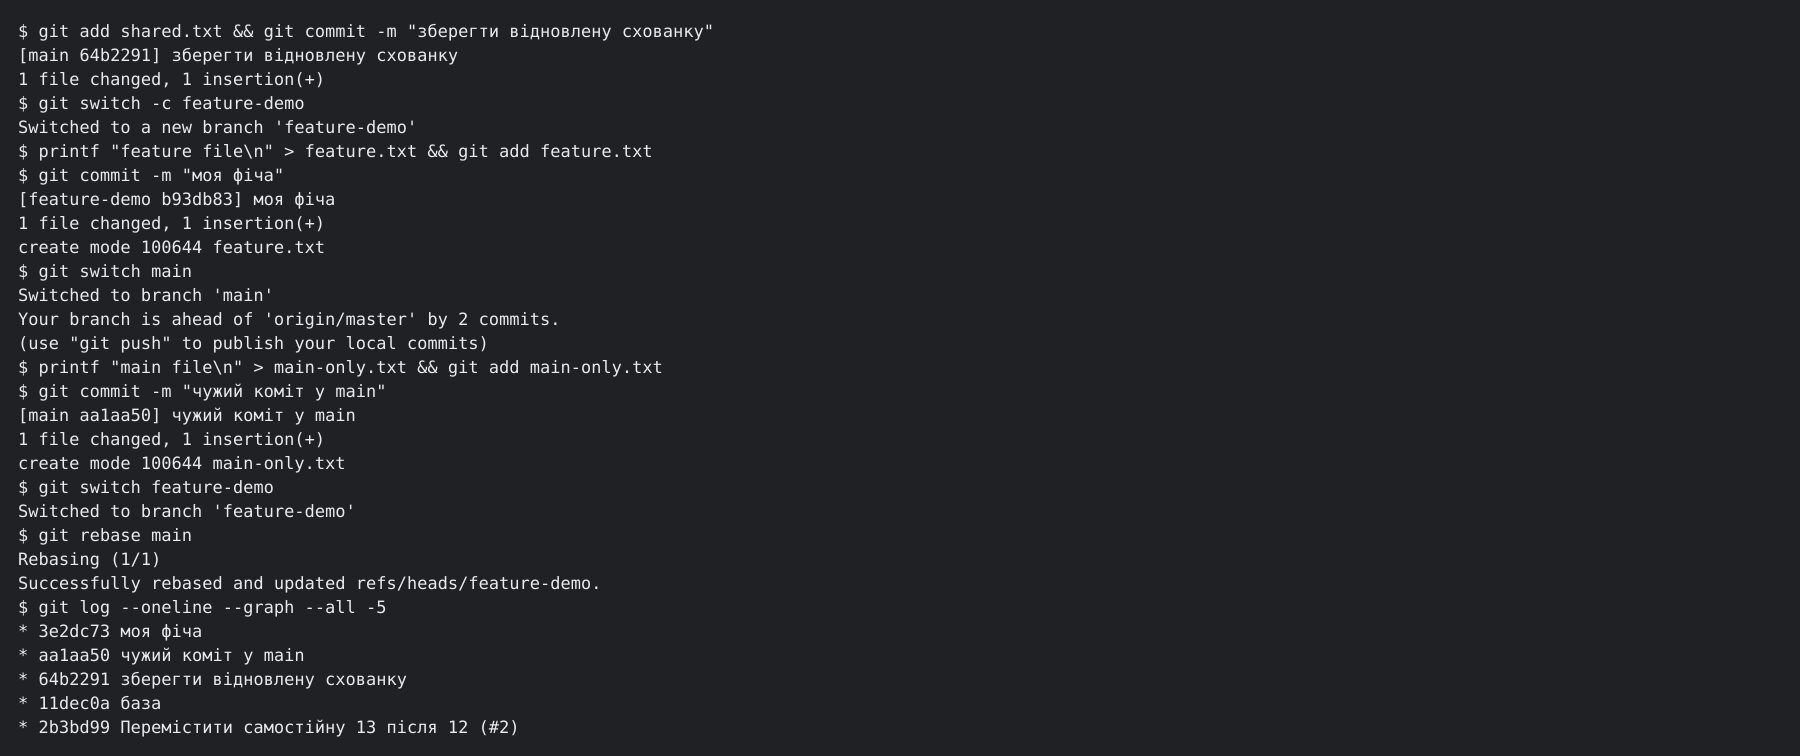 $ git add shared.txt && git commit -m "зберегти відновлену схованку"
[main 64b2291] зберегти відновлену схованку
1 file changed, 1 insertion(+)
$ git switch -c feature-demo
Switched to a new branch 'feature-demo'
$ printf "feature file\n" > feature.txt && git add feature.txt
$ git commit -m "моя фіча"
[feature-demo b93db83] моя фіча
1 file changed, 1 insertion(+)
create mode 100644 feature.txt
$ git switch main
Switched to branch 'main'
Your branch is ahead of 'origin/master' by 2 commits.
(use "git push" to publish your local commits)
$ printf "main file\n" > main-only.txt && git add main-only.txt
$ git commit -m "чужий коміт у main"
[main aa1aa50] чужий коміт у main
1 file changed, 1 insertion(+)
create mode 100644 main-only.txt
$ git switch feature-demo
Switched to branch 'feature-demo'
$ git rebase main
Rebasing (1/1)
Successfully rebased and updated refs/heads/feature-demo.
$ git log --oneline --graph --all -5
* 3e2dc73 моя фіча
* aa1aa50 чужий коміт у main
* 64b2291 зберегти відновлену схованку
* 11dec0a база
* 2b3bd99 Перемістити самостійну 13 після 12 (#2)